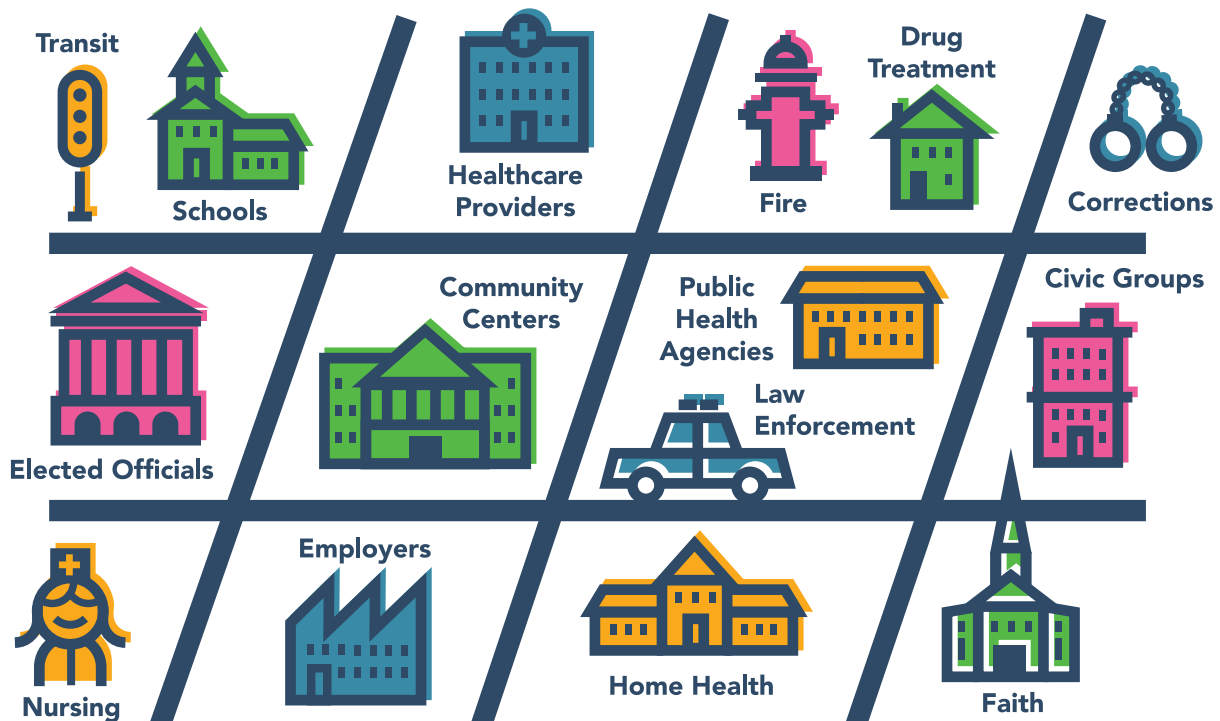 Transit
Schools
Healthcare
Providers
Fire
Drug
Treatment
Corrections
Elected Officials
Community
Centers
Public
Health
Agencies
Law
Enforcement
Civic Groups
Nursing
Employers
Home Health
Faith